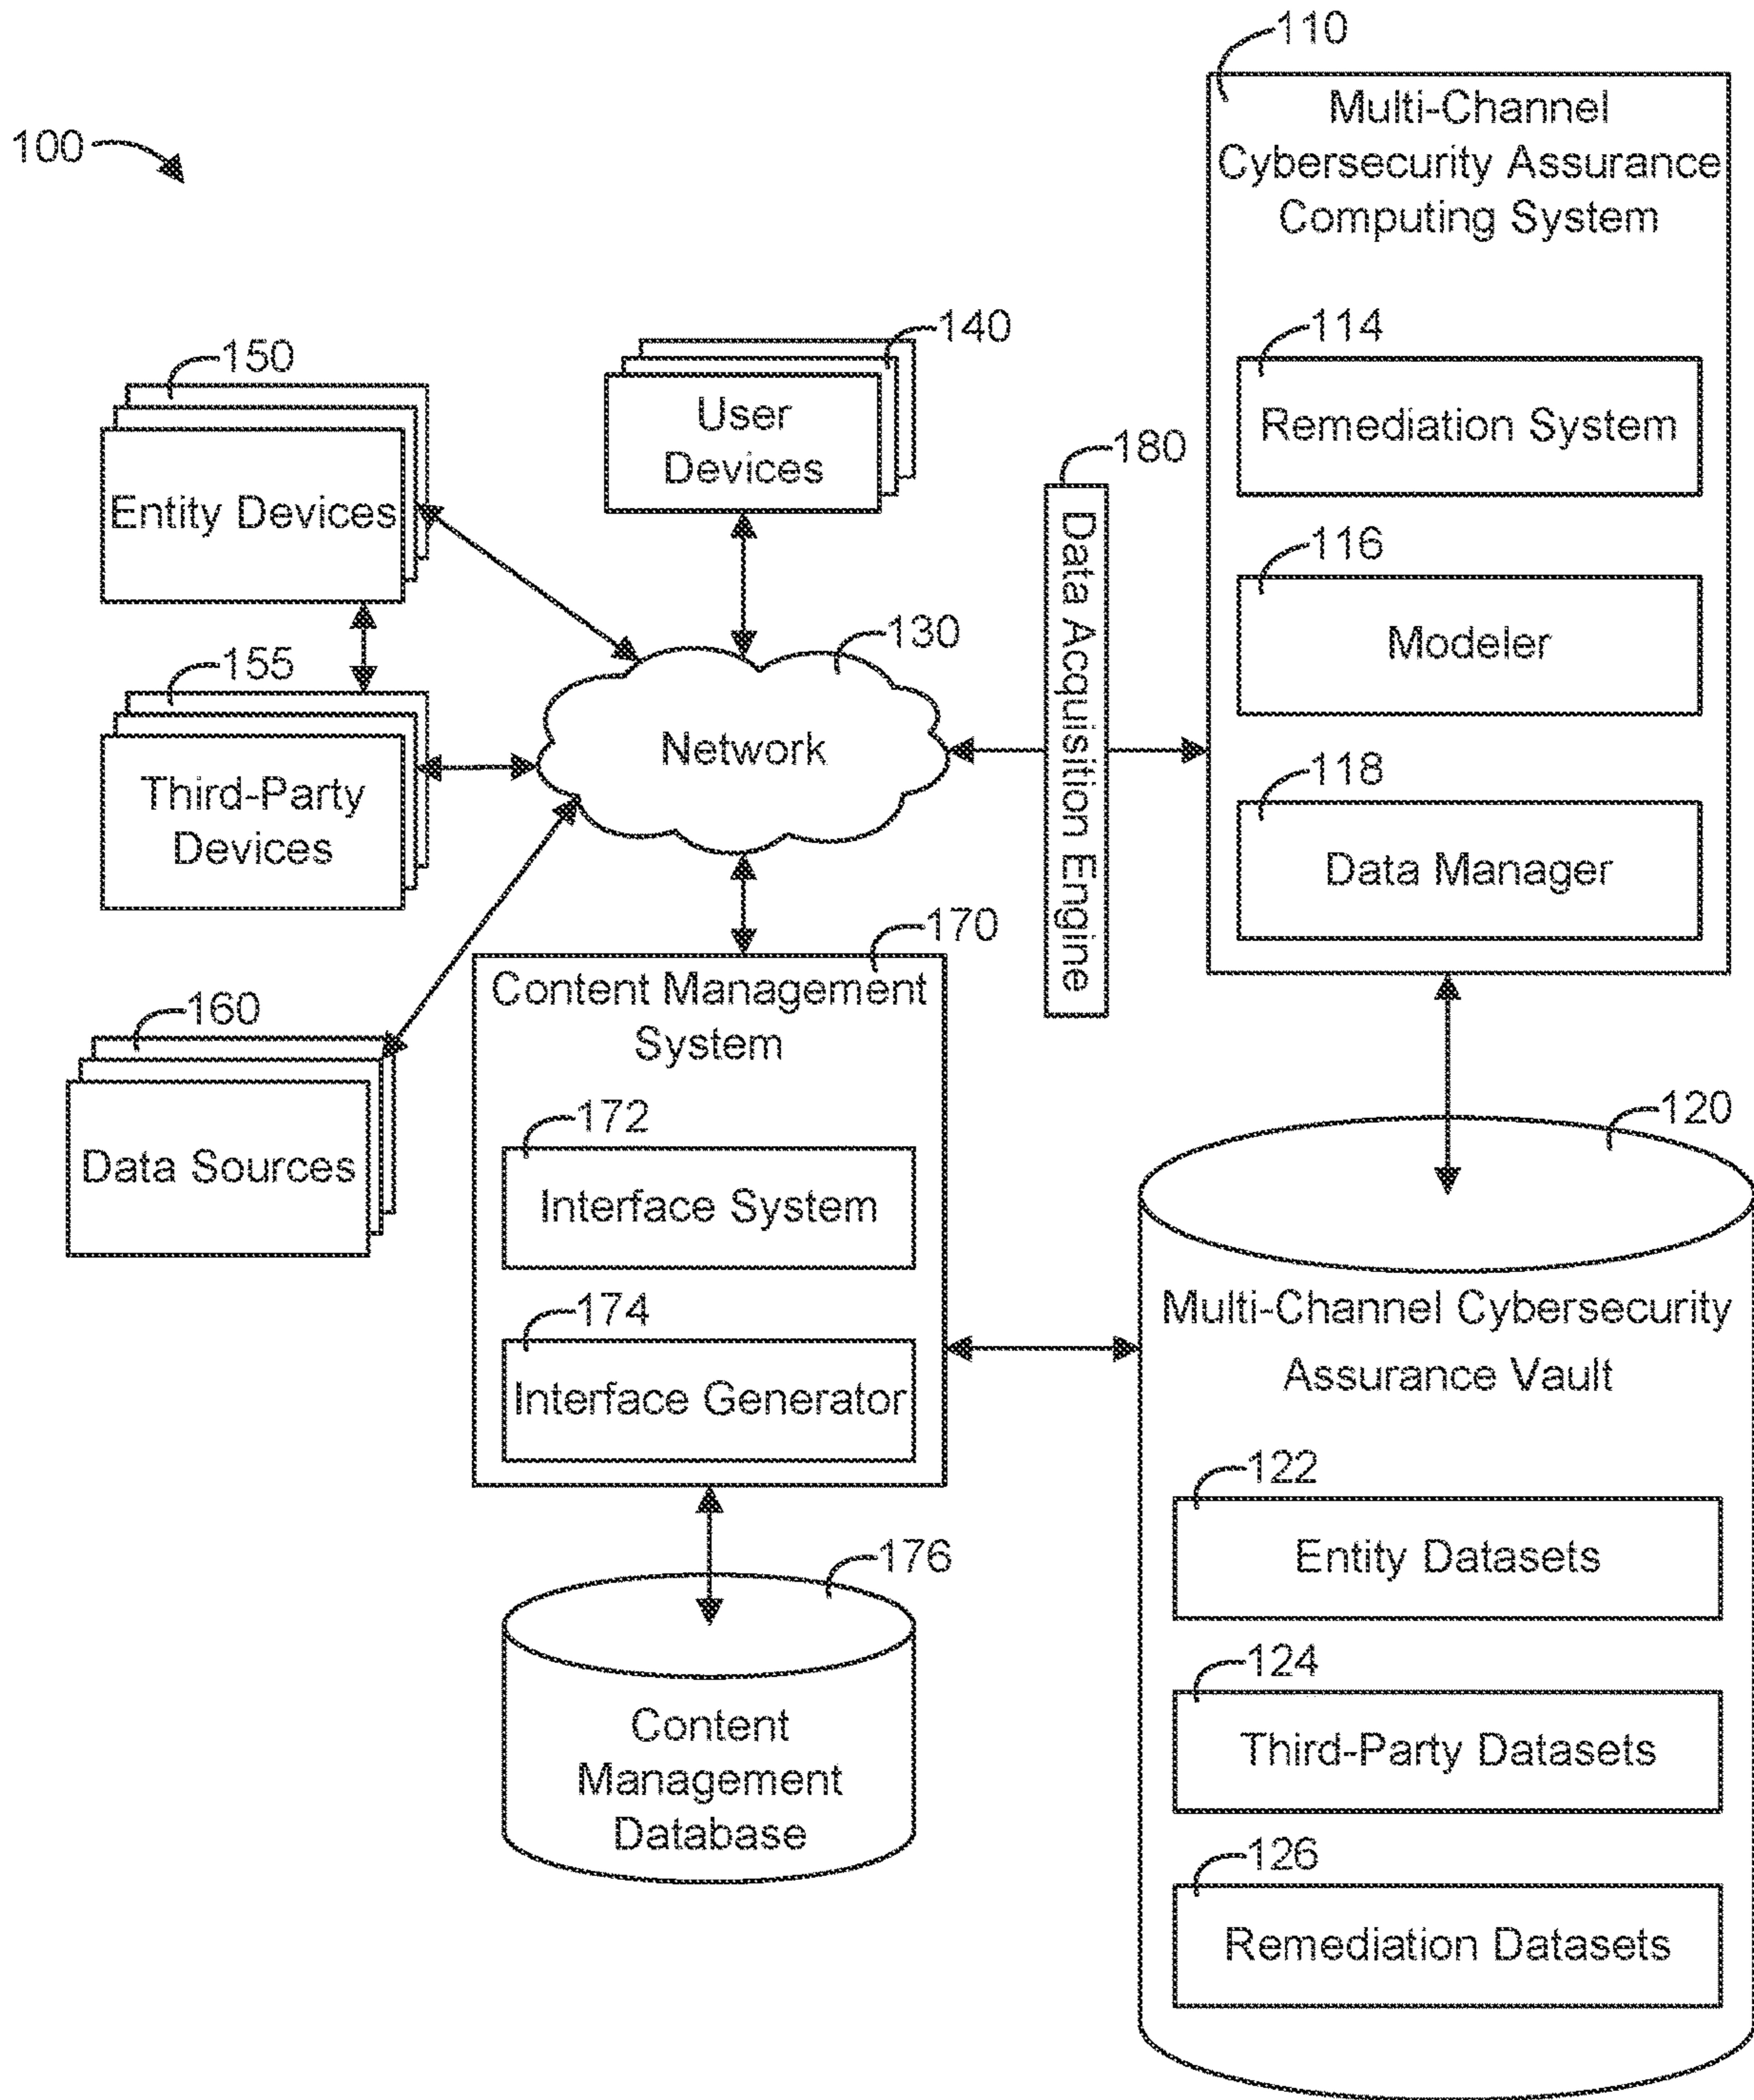 110
Multi-Channel
Cybersecurity Assurance
Computing System
100
114
Remediation System
116
Modeler
118
Data Manager
140
User
Devices
150
Entity Devices
180
Data Acquisition Engine
130
Network
155
Third-Party
Devices
160
Data Sources
170
Content Management
System
172
Interface System
174
Interface Generator
176
Content
Management
Database
120
Multi-Channel Cybersecurity
Assurance Vault
122
Entity Datasets
124
Third-Party Datasets
126
Remediation Datasets